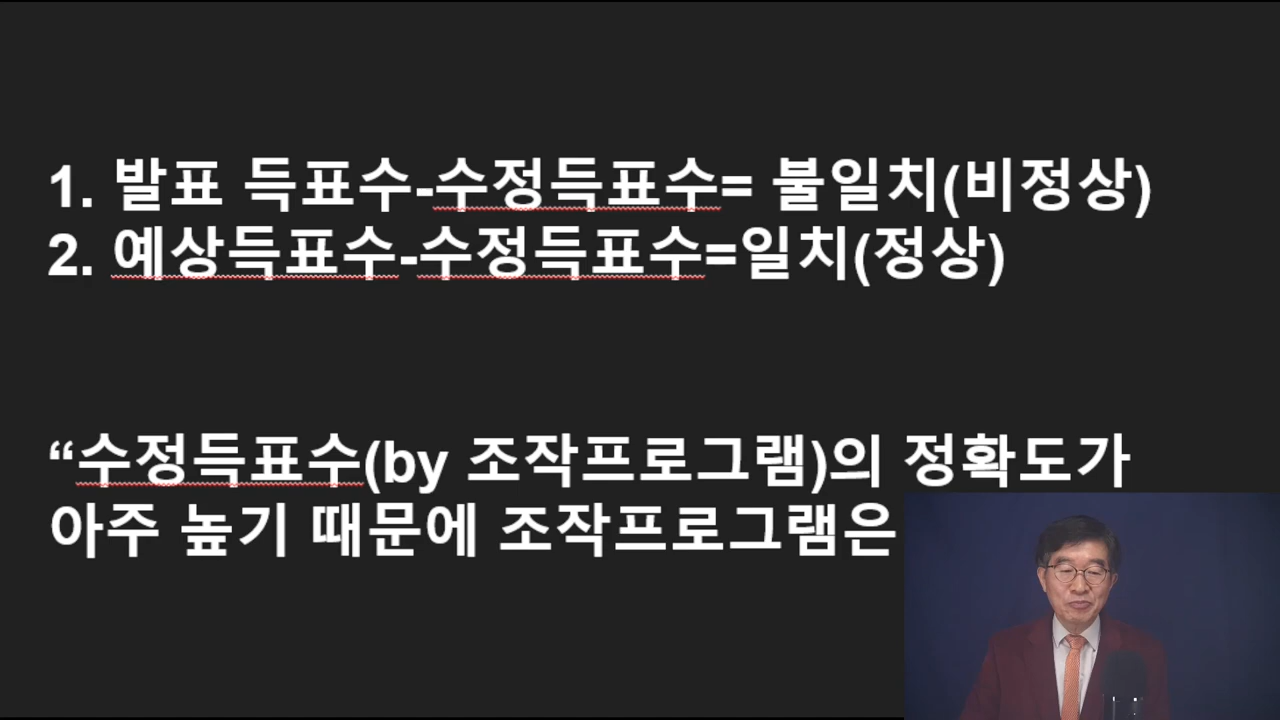 1. 발표 득표수-수정득표수= 불일치(비정상)
2. 예상득표수-수정득표수=일치(정상)
“수정득표수(by 조작프로그램)의 정확도가
아주 높기 때문에 조작프로그램은